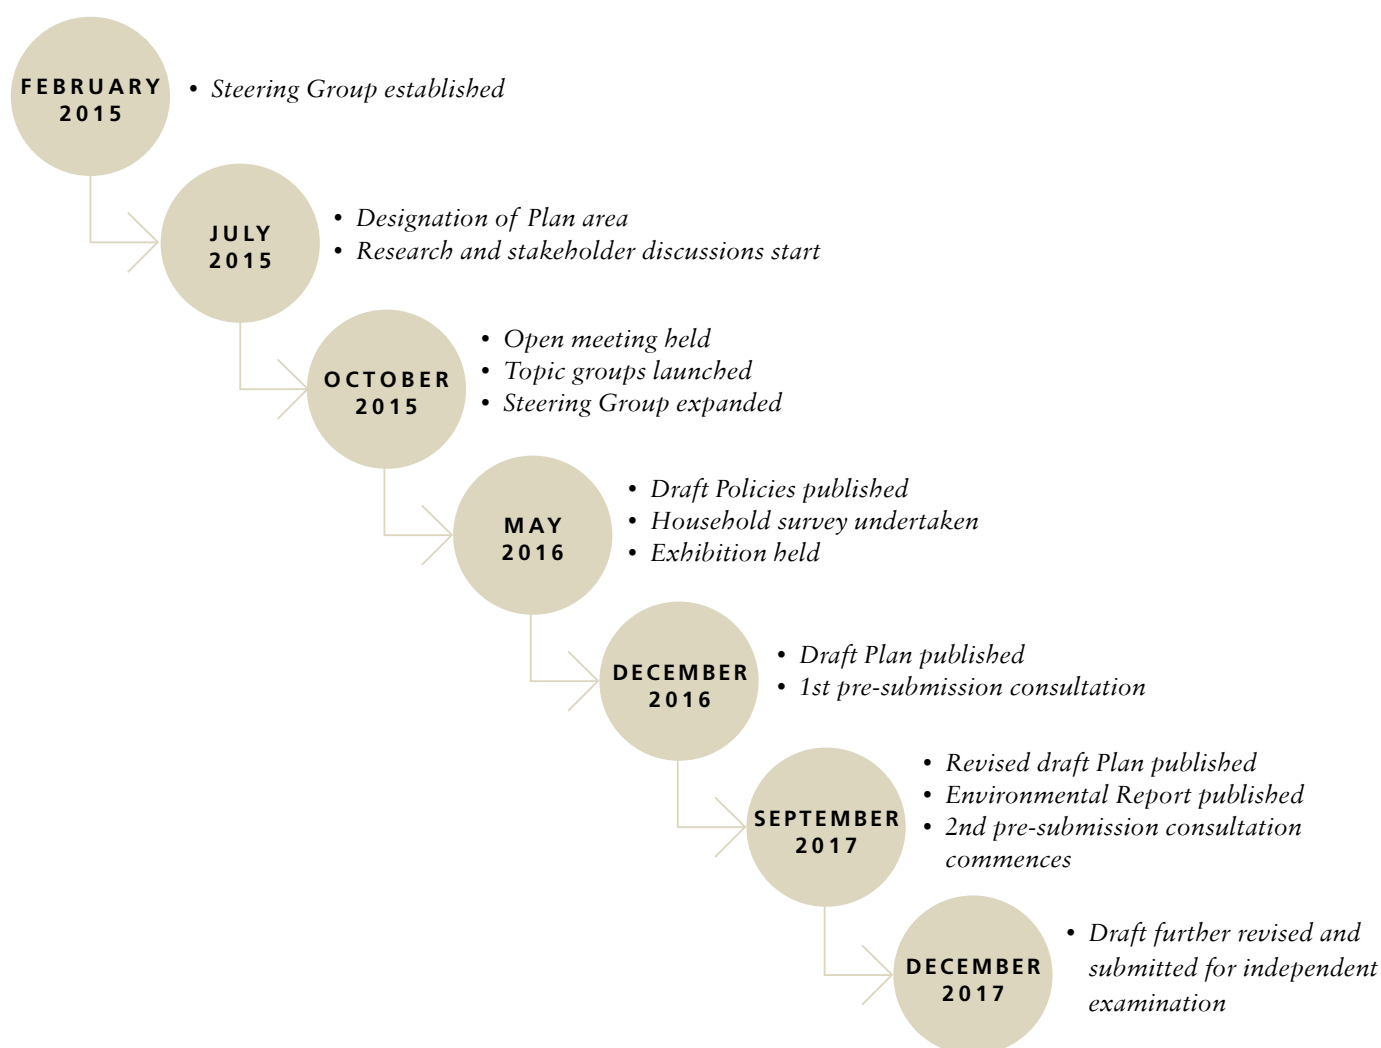 FEBRUARY
2015
• Steering Group established
JULY
2015
• Designation of Plan area
• Research and stakeholder discussions start
OCTOBER
2015
• Open meeting held
• Topic groups launched
• Steering Group expanded
MAY
2016
• Draft Policies published
• Household survey undertaken
• Exhibition held
DECEMBER
2016
• Draft Plan published
• 1st pre-submission consultation
SEPTEMBER
2017
• Revised draft Plan published
• Environmental Report published
• 2nd pre-submission consultation
commences
DECEMBER
2017
• Draft further revised and
submitted for independent
examination